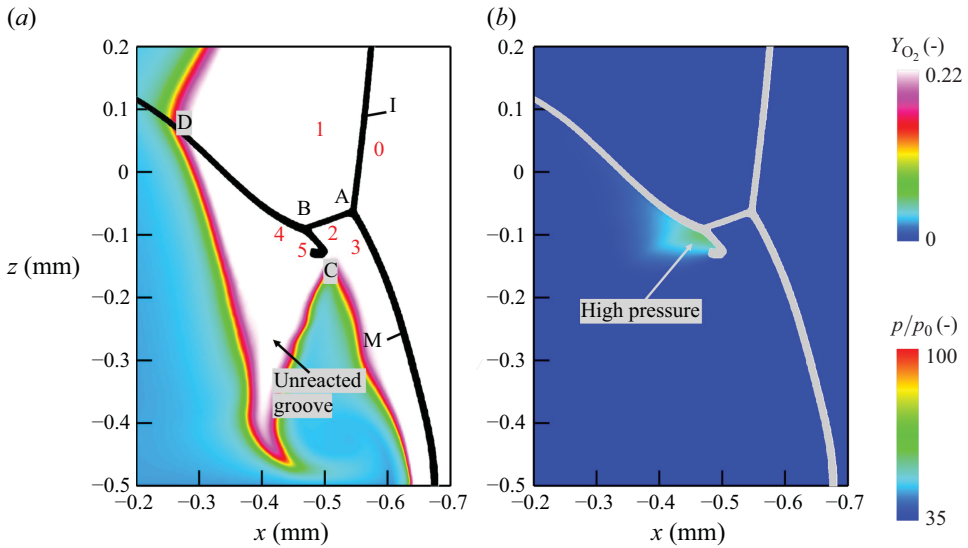 (a)
(b)
0.2
0.1
0
−0.1
−0.2
−0.3
−0.4
−0.5
z (mm)
−0.2
−0.3
−0.4
−0.5
−0.6
−0.7
x (mm)
D
1
I
0
B
A
4
2
5
3
C
M
Unreacted
groove
0.2
0.1
0
−0.1
−0.2
−0.3
−0.4
−0.5
−0.2
−0.3
−0.4
−0.5
−0.6
−0.7
x (mm)
High pressure
Y_O₂ (-)
0.22
0
p/p₀ (-)
100
35